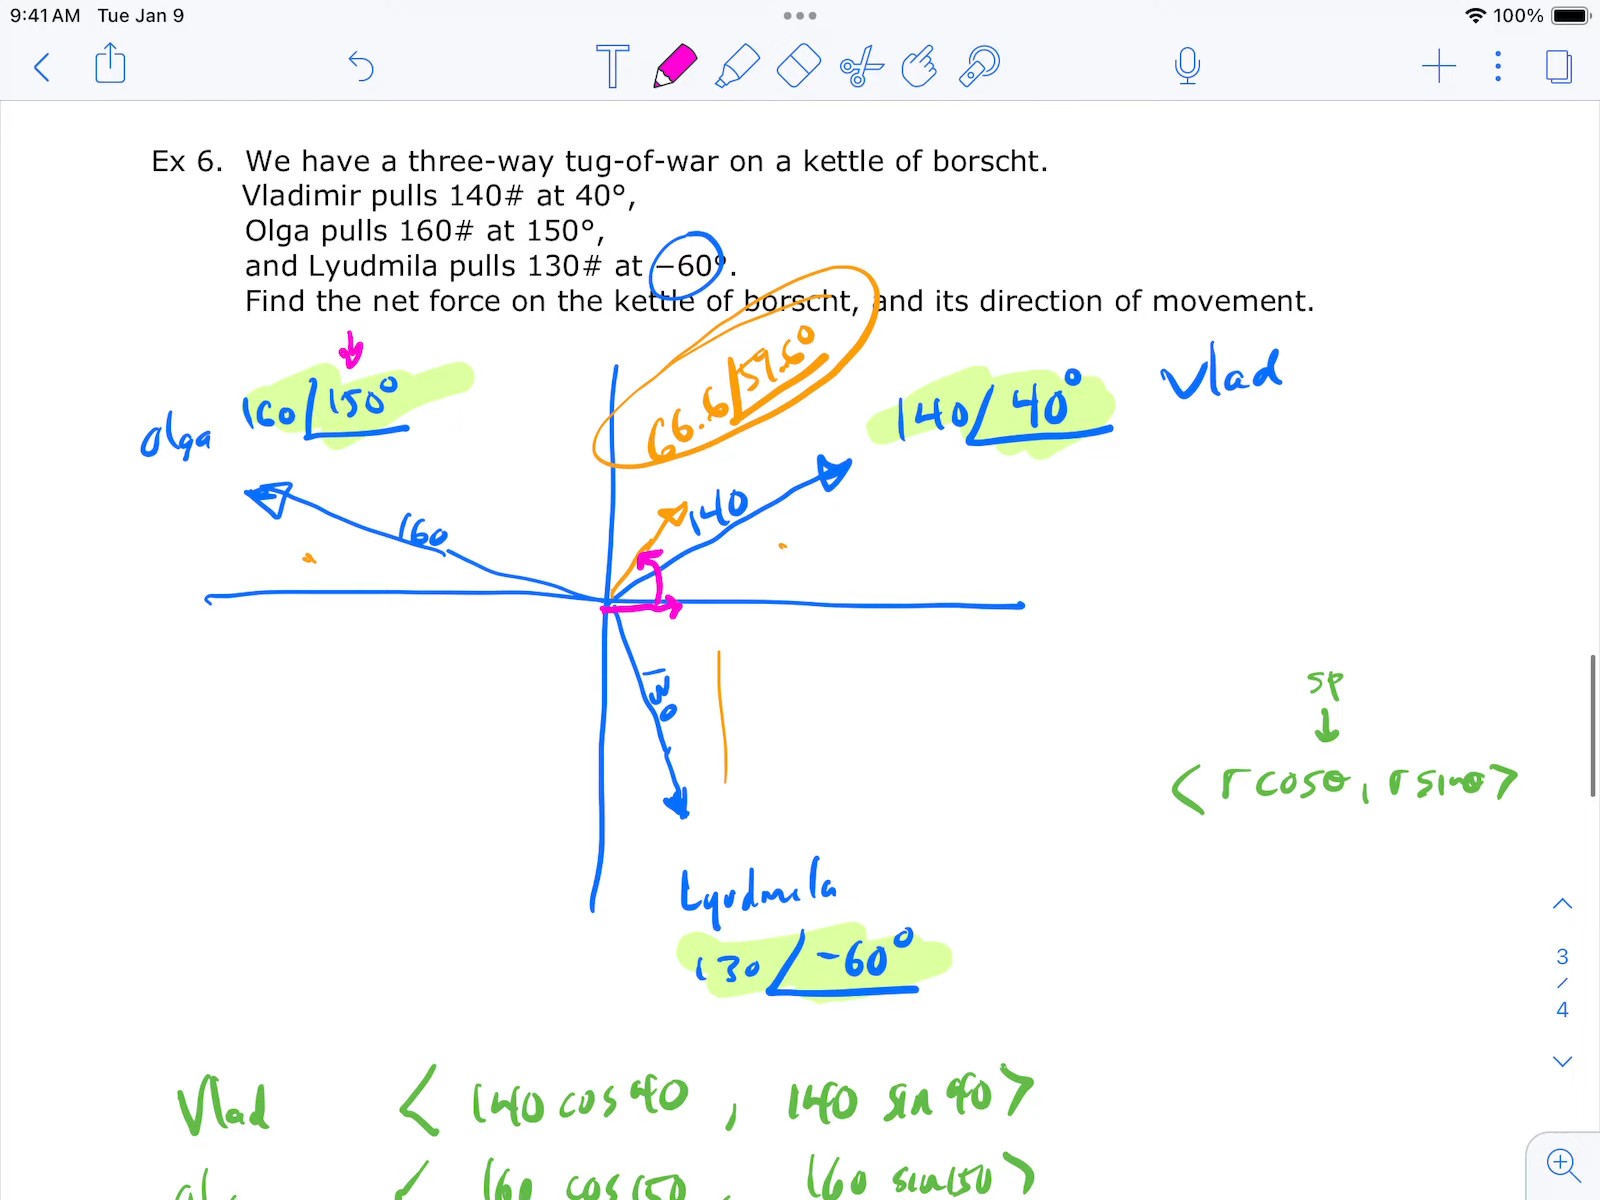 9:41 AM Tue Jan 9
100%
Ex 6. We have a three-way tug-of-war on a kettle of borscht.
Vladimir pulls 140# at 40°,
Olga pulls 160# at 150°,
and Lyudmila pulls 130# at −60°.
Find the net force on the kettle of borscht, and its direction of movement.
66.6/59.6°
Olga 160/150°
140/40° Vlad
160
140
130
sp
<r cosθ, r sinθ>
Lyudmila
130/-60°
3
/
4
Vlad <140 cos 40, 140 sin 40>
< 160 cos 150, 160 sin 150>